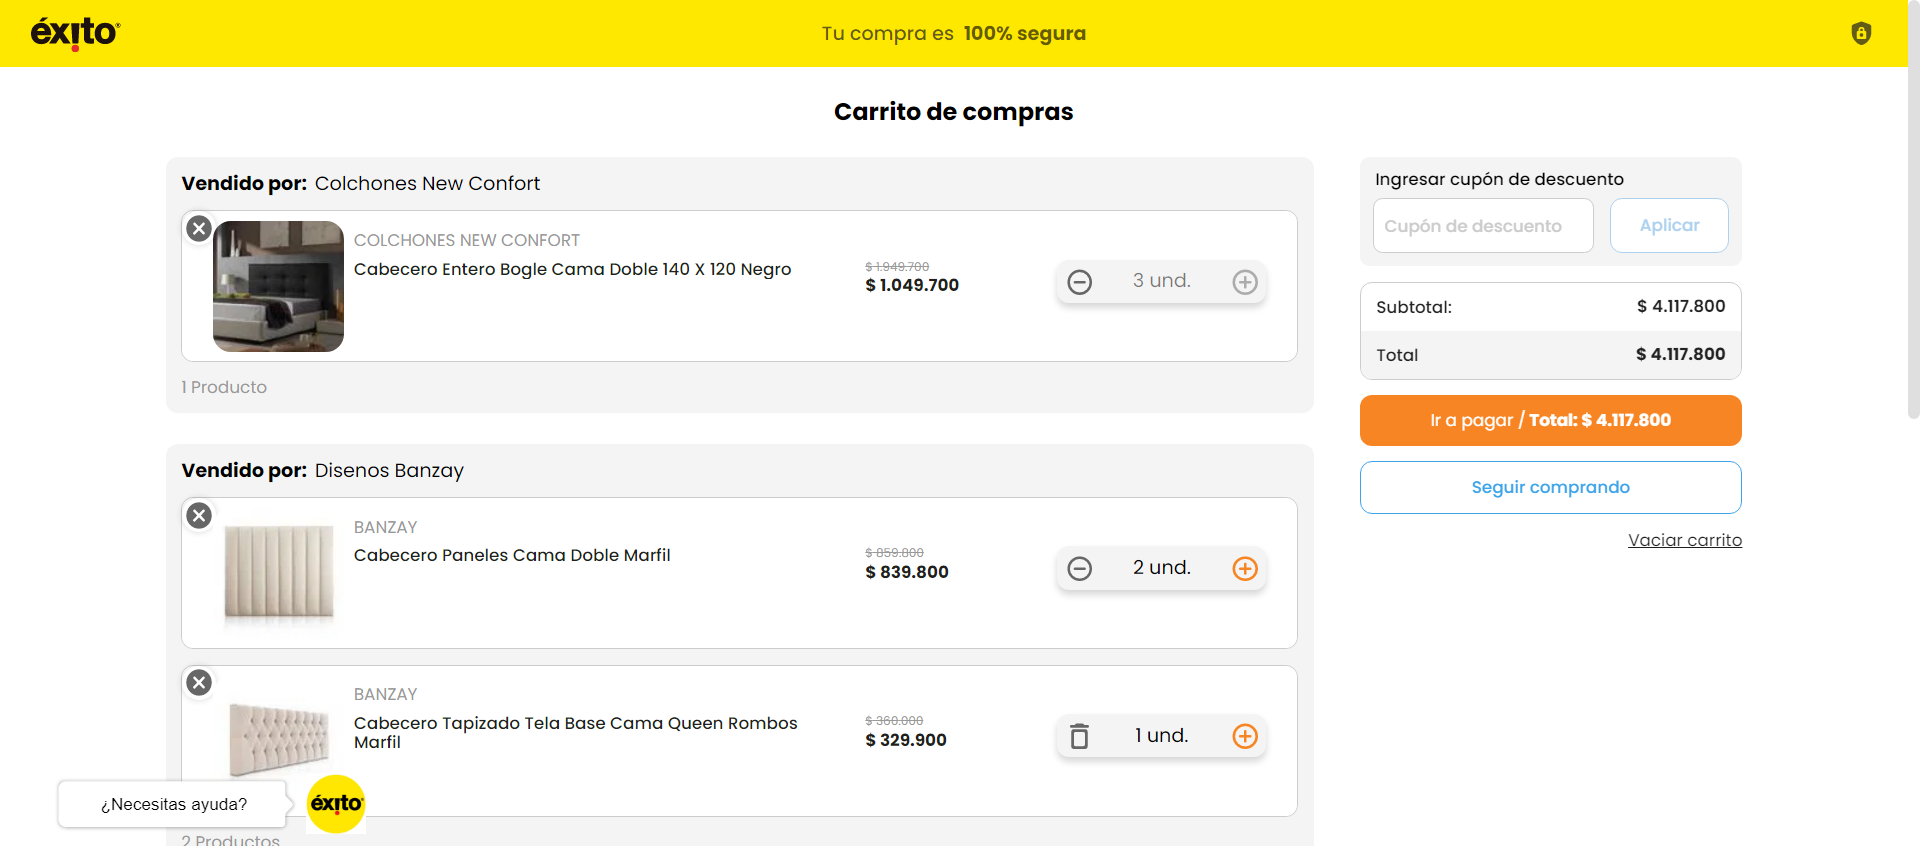 éxito®
Tu compra es 100% segura
Carrito de compras
Vendido por: Colchones New Confort
COLCHONES NEW CONFORT
Cabecero Entero Bogle Cama Doble 140 X 120 Negro
$ 1.949.700
$ 1.049.700
3 und.
1 Producto
Vendido por: Disenos Banzay
BANZAY
Cabecero Paneles Cama Doble Marfil
$ 859.800
$ 839.800
2 und.
BANZAY
Cabecero Tapizado Tela Base Cama Queen Rombos
Marfil
$ 360.000
$ 329.900
1 und.
2 Productos
Ingresar cupón de descuento
Cupón de descuento
Aplicar
Subtotal: $ 4.117.800
Total $ 4.117.800
Ir a pagar / Total: $ 4.117.800
Seguir comprando
Vaciar carrito
¿Necesitas ayuda?
éxito